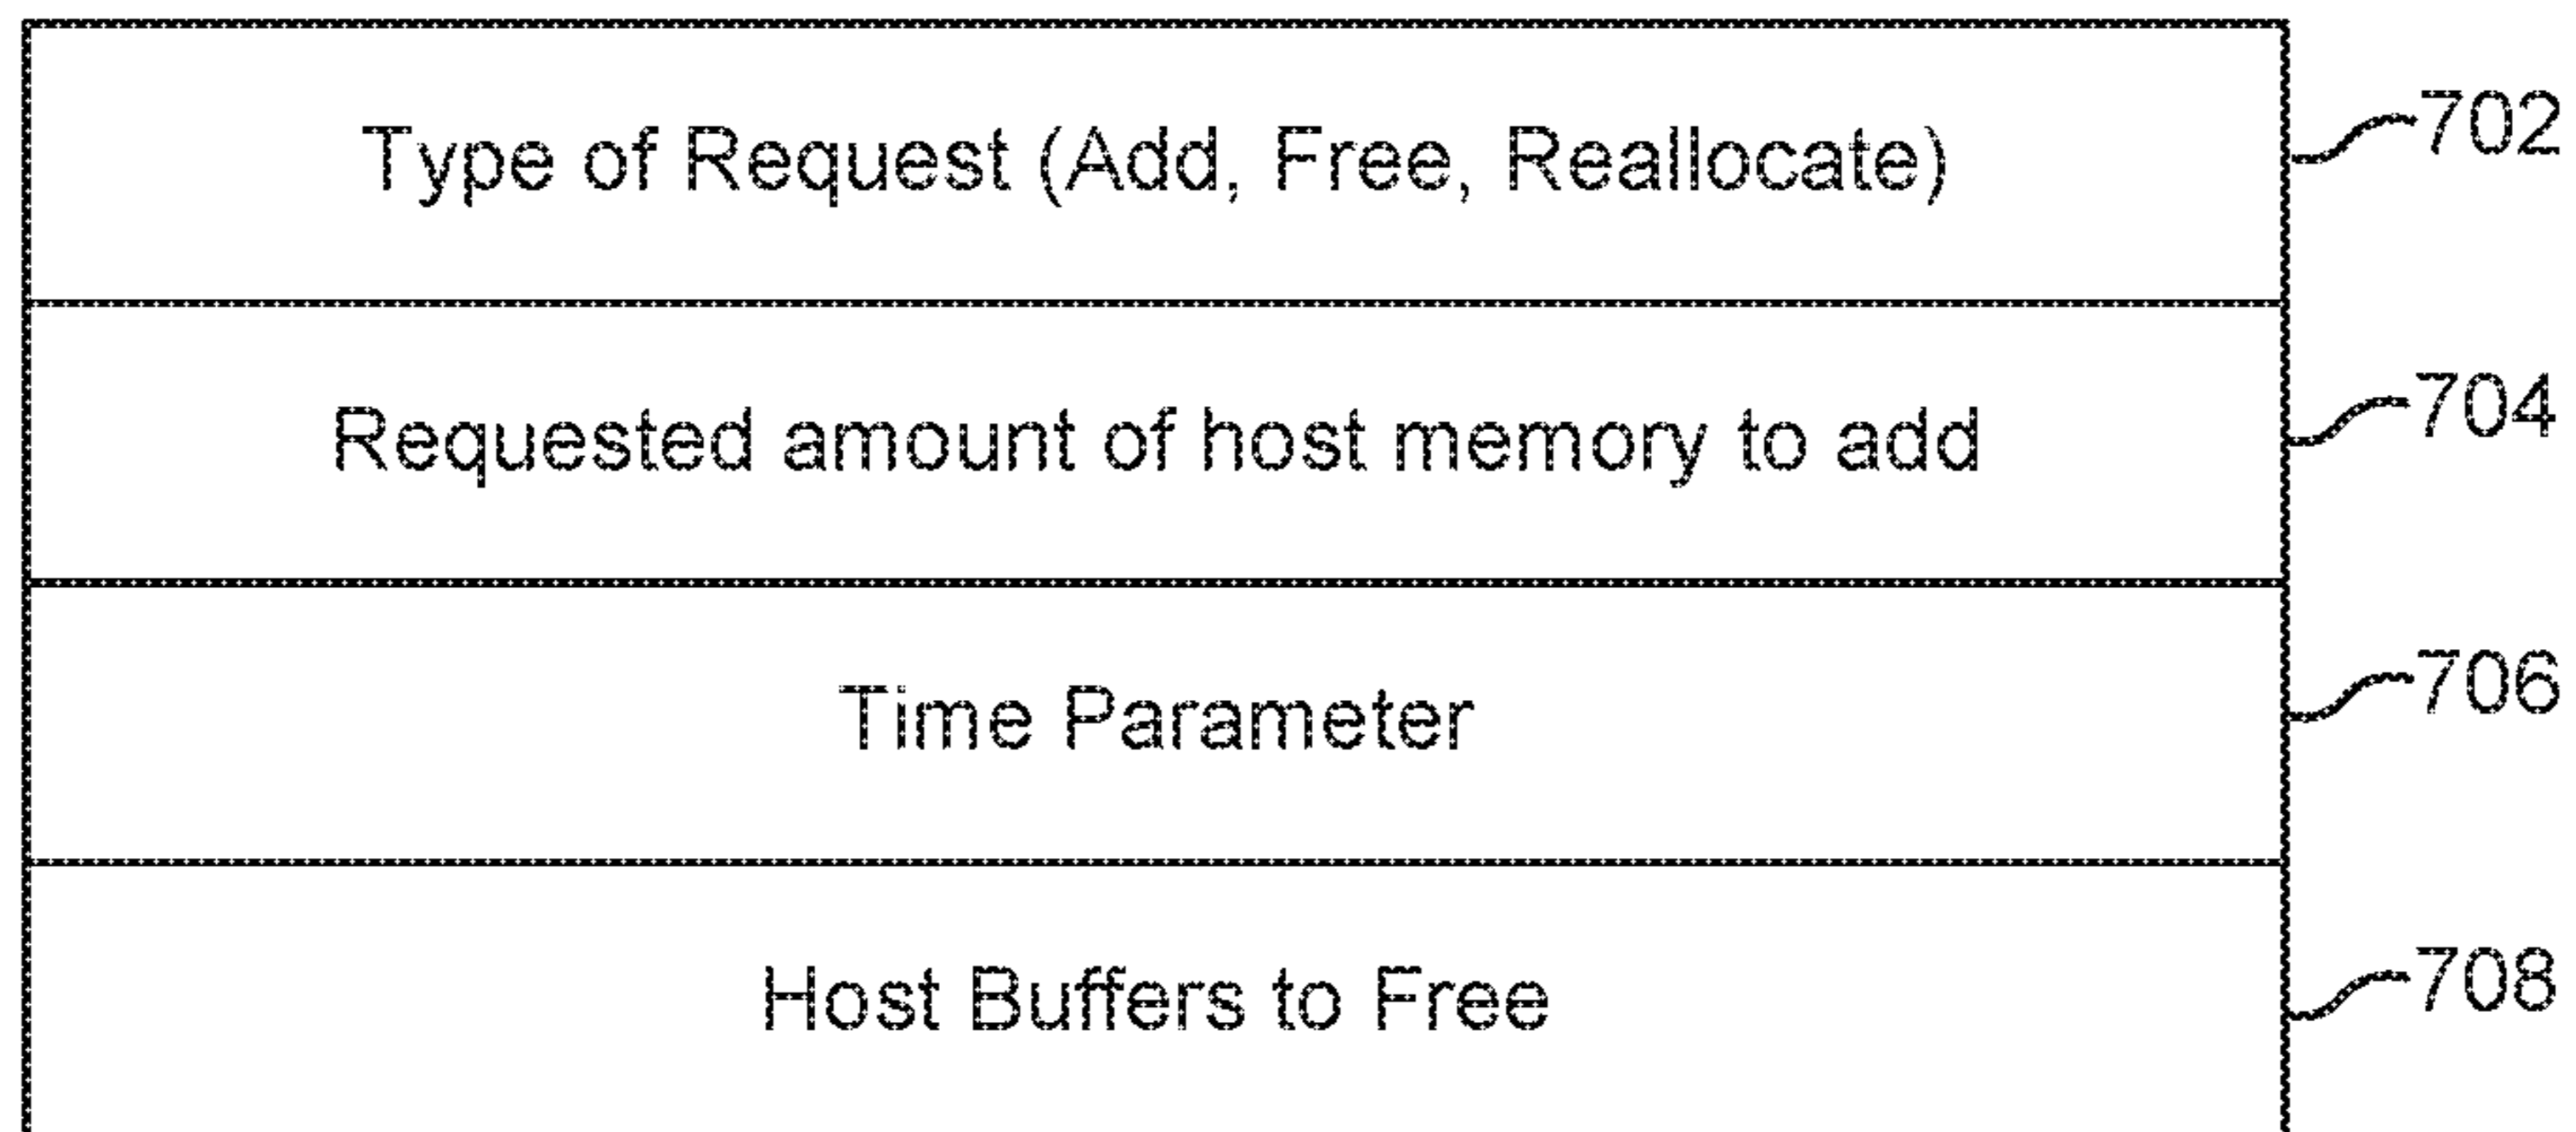 Type of Request (Add, Free, Reallocate)
702
Requested amount of host memory to add
704
Time Parameter
706
Host Buffers to Free
708